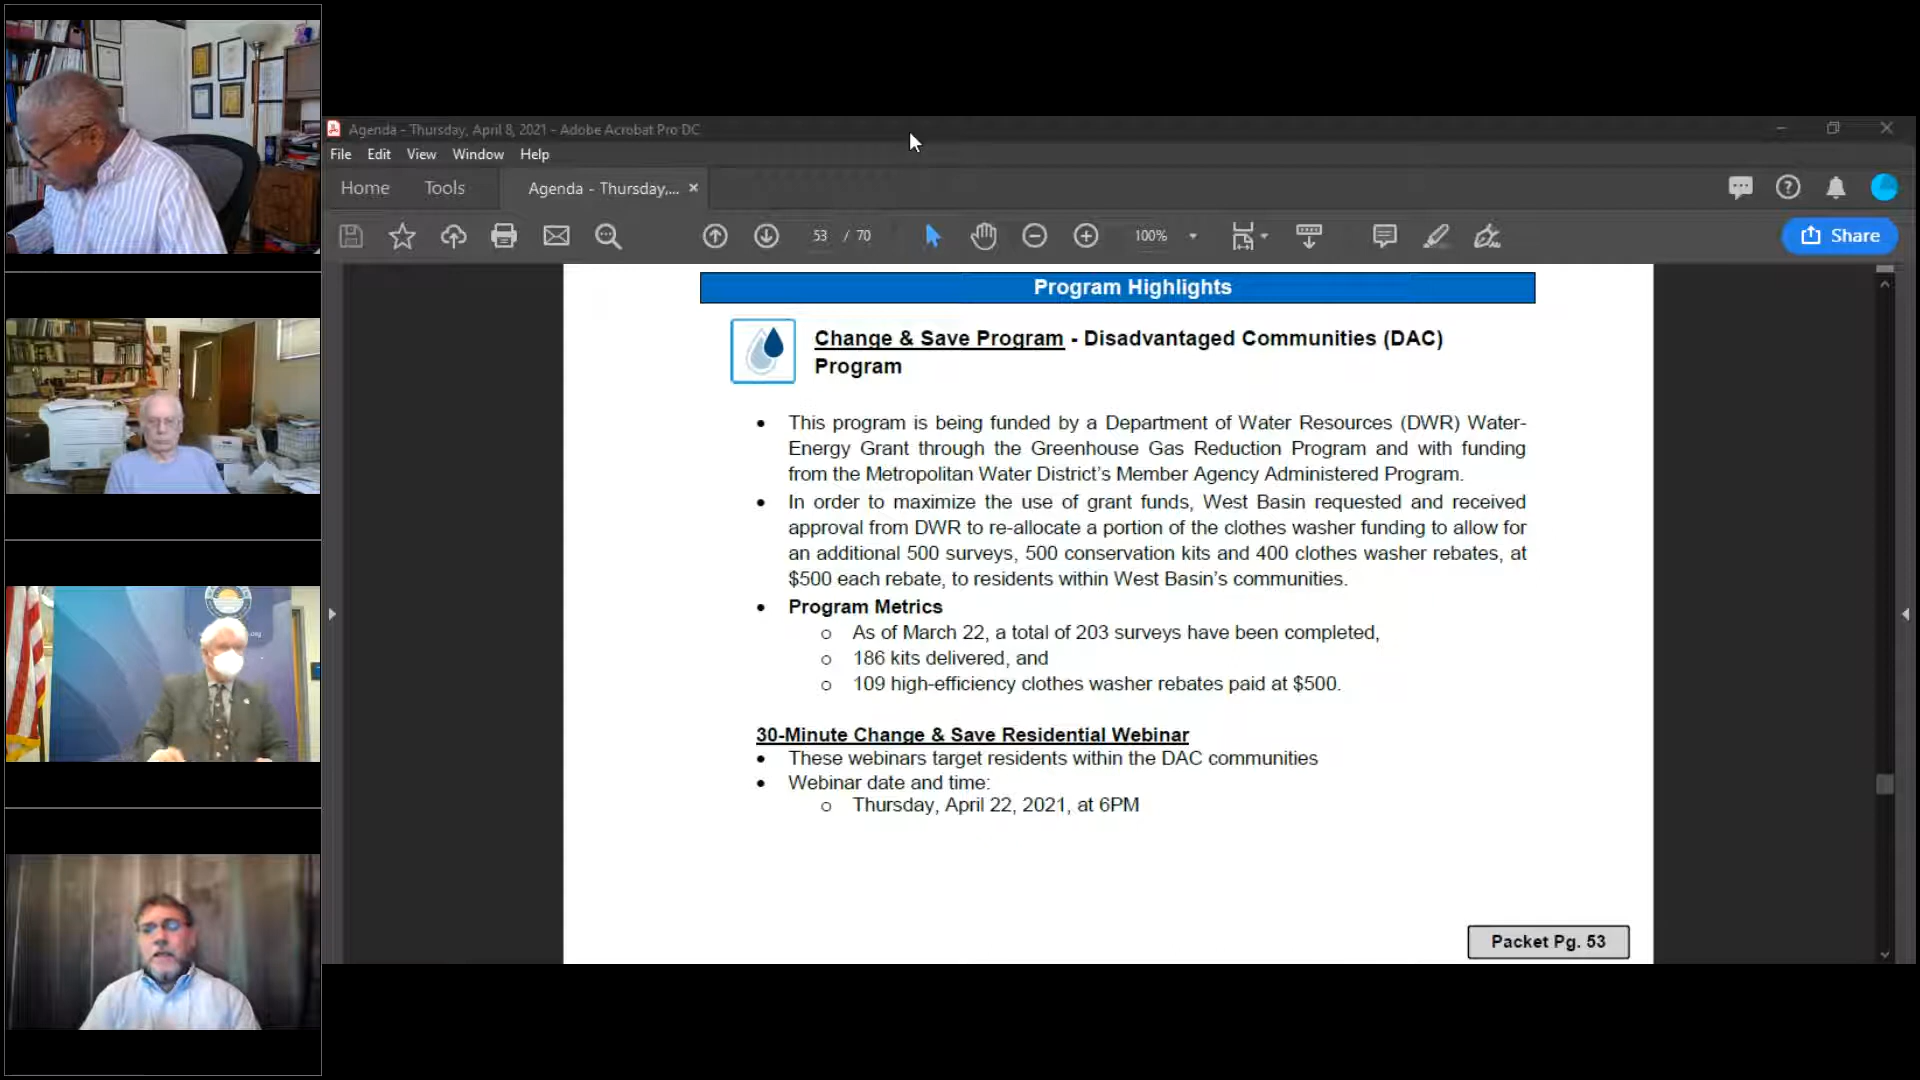 Agenda - Thursday, April 8, 2021 - Adobe Acrobat Pro DC
File Edit View Window Help
Home Tools Agenda - Thursday,... ×
53 / 70 100% Share
Program Highlights
Change & Save Program - Disadvantaged Communities (DAC)
Program
• This program is being funded by a Department of Water Resources (DWR) Water-
Energy Grant through the Greenhouse Gas Reduction Program and with funding
from the Metropolitan Water District's Member Agency Administered Program.
• In order to maximize the use of grant funds, West Basin requested and received
approval from DWR to re-allocate a portion of the clothes washer funding to allow for
an additional 500 surveys, 500 conservation kits and 400 clothes washer rebates, at
$500 each rebate, to residents within West Basin's communities.
• Program Metrics
o As of March 22, a total of 203 surveys have been completed,
o 186 kits delivered, and
o 109 high-efficiency clothes washer rebates paid at $500.
30-Minute Change & Save Residential Webinar
• These webinars target residents within the DAC communities
• Webinar date and time:
o Thursday, April 22, 2021, at 6PM
Packet Pg. 53